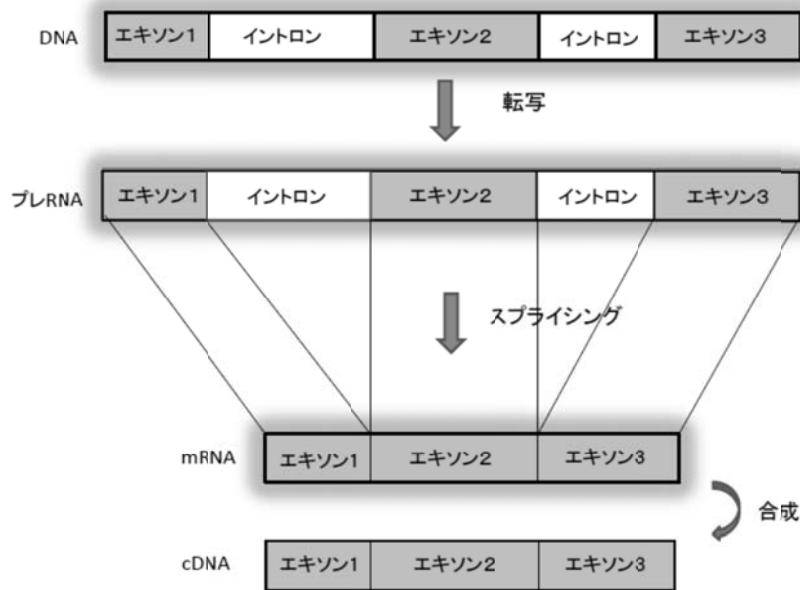 DNA エキソン1 イントロン エキソン2 イントロン エキソン3
転写
プレRNA エキソン1 イントロン エキソン2 イントロン エキソン3
スプライシング
mRNA エキソン1 エキソン2 エキソン3
合成
cDNA エキソン1 エキソン2 エキソン3